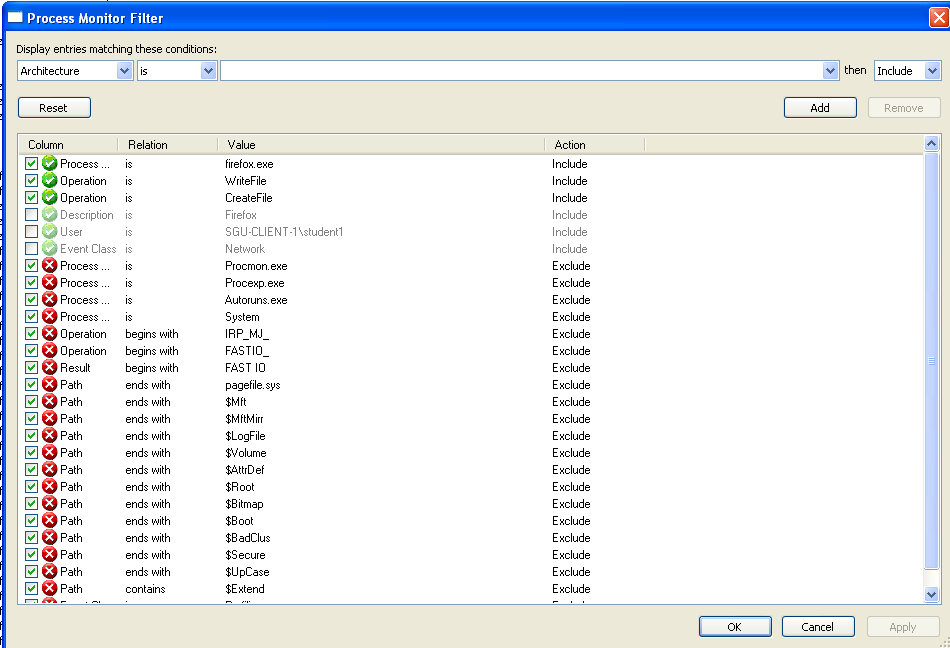 Process Monitor Filter
Display entries matching these conditions:
Architecture is then Include
Reset Add Remove
Column Relation Value Action
Process ... is firefox.exe Include
Operation is WriteFile Include
Operation is CreateFile Include
Description is Firefox Include
User is SGU-CLIENT-1\student1 Include
Event Class is Network Include
Process ... is Procmon.exe Exclude
Process ... is Procexp.exe Exclude
Process ... is Autoruns.exe Exclude
Process ... is System Exclude
Operation begins with IRP_MJ_ Exclude
Operation begins with FASTIO_ Exclude
Result begins with FAST IO Exclude
Path ends with pagefile.sys Exclude
Path ends with $Mft Exclude
Path ends with $MftMirr Exclude
Path ends with $LogFile Exclude
Path ends with $Volume Exclude
Path ends with $AttrDef Exclude
Path ends with $Root Exclude
Path ends with $Bitmap Exclude
Path ends with $Boot Exclude
Path ends with $BadClus Exclude
Path ends with $Secure Exclude
Path ends with $UpCase Exclude
Path contains $Extend Exclude
OK Cancel Apply